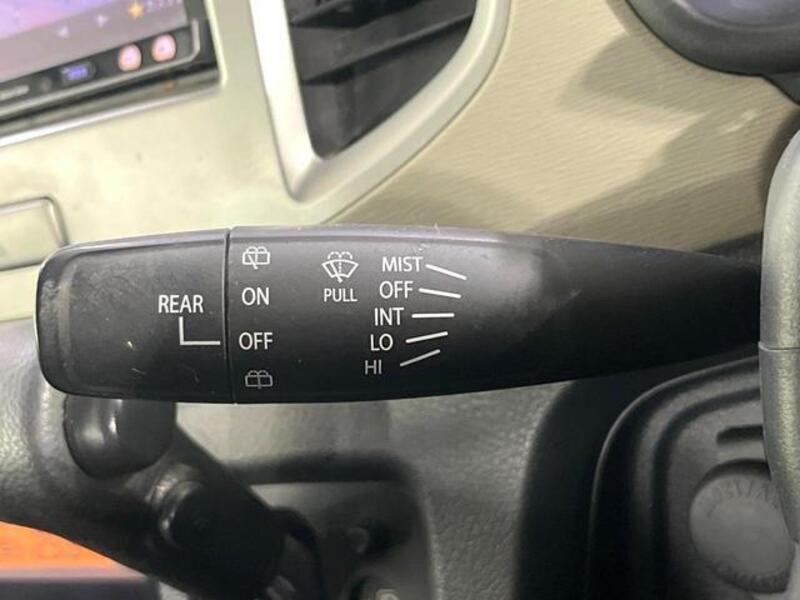 REAR
ON
OFF
PULL
MIST
OFF
INT
LO
HI